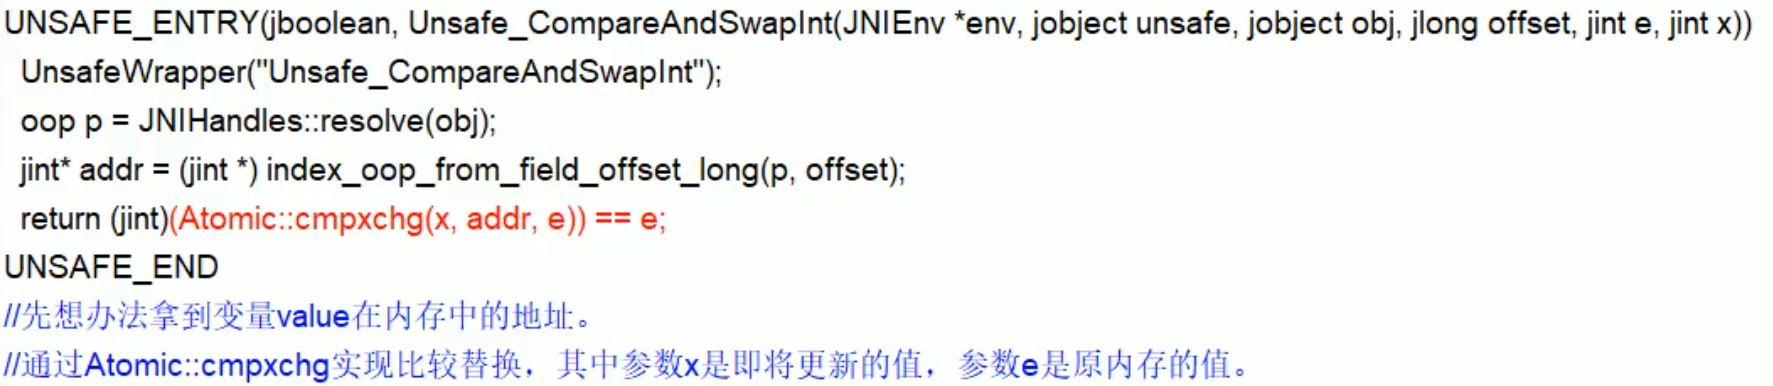 UNSAFE_ENTRY(jboolean, Unsafe_CompareAndSwapInt(JNIEnv *env, jobject unsafe, jobject obj, jlong offset, jint e, jint x))
UnsafeWrapper("Unsafe_CompareAndSwapInt");
oop p = JNIHandles::resolve(obj);
jint* addr = (jint *) index_oop_from_field_offset_long(p, offset);
return (jint)(Atomic::cmpxchg(x, addr, e)) == e;
UNSAFE_END
//先想办法拿到变量value在内存中的地址。
//通过Atomic::cmpxchg实现比较替换，其中参数x是即将更新的值，参数e是原内存的值。